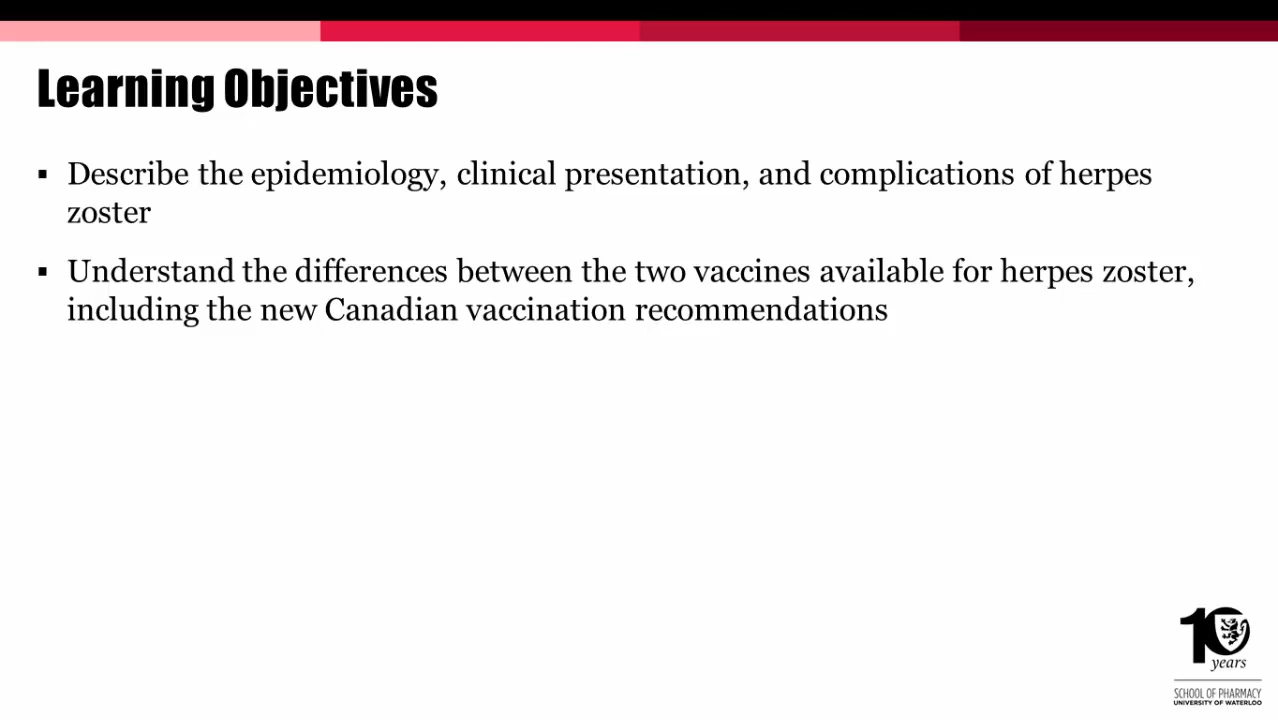 Learning Objectives
▪ Describe the epidemiology, clinical presentation, and complications of herpes
zoster
▪ Understand the differences between the two vaccines available for herpes zoster,
including the new Canadian vaccination recommendations
10
years
SCHOOL OF PHARMACY
UNIVERSITY OF WATERLOO